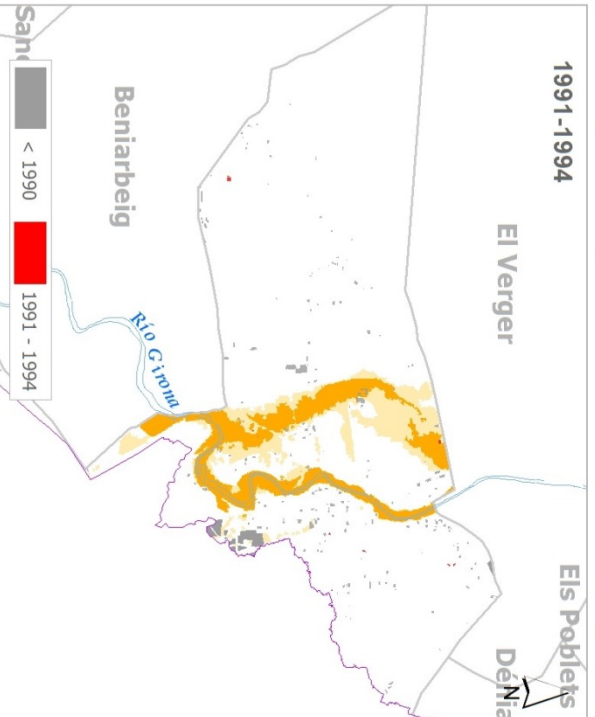 1991-1994
El Verger
Els Poblets
Dénia
N
Beniarbeig
Río Girona
< 1990
1991 - 1994